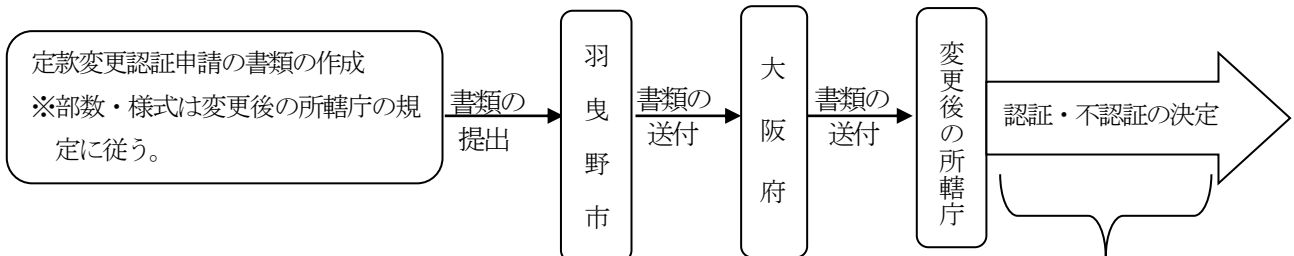 定款変更認証申請の書類の作成
※部数・様式は変更後の所轄庁の規
定に従う。
書類の
提出
羽曳野市
書類の
送付
大阪府
書類の
送付
変更後の所轄庁
認証・不認証の決定